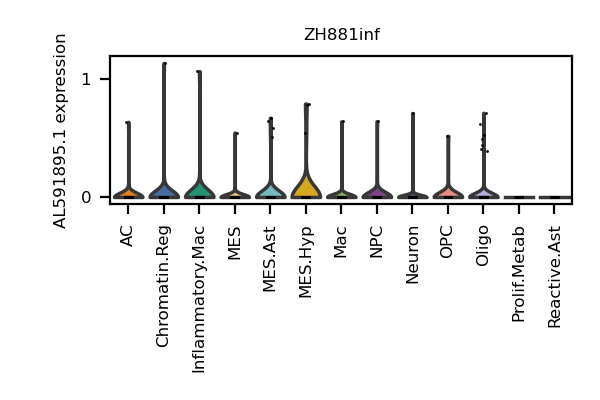 ZH881inf
AL591895.1 expression
1
0
AC
Chromatin.Reg
Inflammatory.Mac
MES
MES.Ast
MES.Hyp
Mac
NPC
Neuron
OPC
Oligo
Prolif.Metab
Reactive.Ast